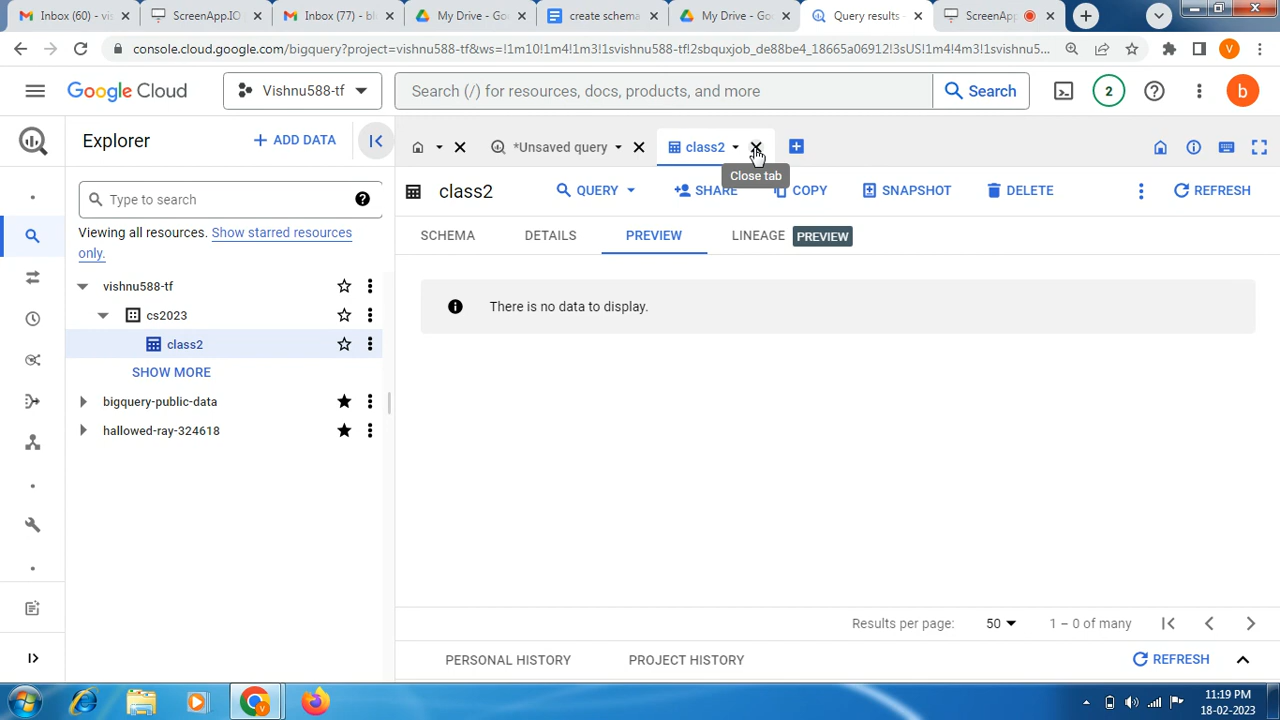 Inbox (60) - vis
ScreenApp.IO
Inbox (77) - bl
My Drive - Go
create schema
My Drive - Go
Query results -
ScreenApp
console.cloud.google.com/bigquery?project=vishnu588-tf&ws=!1m10!1m4!1m3!1svishnu588-tf!2sbquxjob_de88be4_18665a06912!3sUS!1m4!4m3!1svishnu5...
V
Google Cloud
Vishnu588-tf
Search (/) for resources, docs, products, and more
Search
2
b
Explorer
+ ADD DATA
*Unsaved query
class2
Close tab
Type to search
class2
QUERY
SHARE
COPY
SNAPSHOT
DELETE
REFRESH
Viewing all resources. Show starred resources
only.
SCHEMA
DETAILS
PREVIEW
LINEAGE
PREVIEW
vishnu588-tf
cs2023
class2
SHOW MORE
bigquery-public-data
hallowed-ray-324618
There is no data to display.
Results per page:
50
1 – 0 of many
PERSONAL HISTORY
PROJECT HISTORY
REFRESH
11:19 PM
18-02-2023